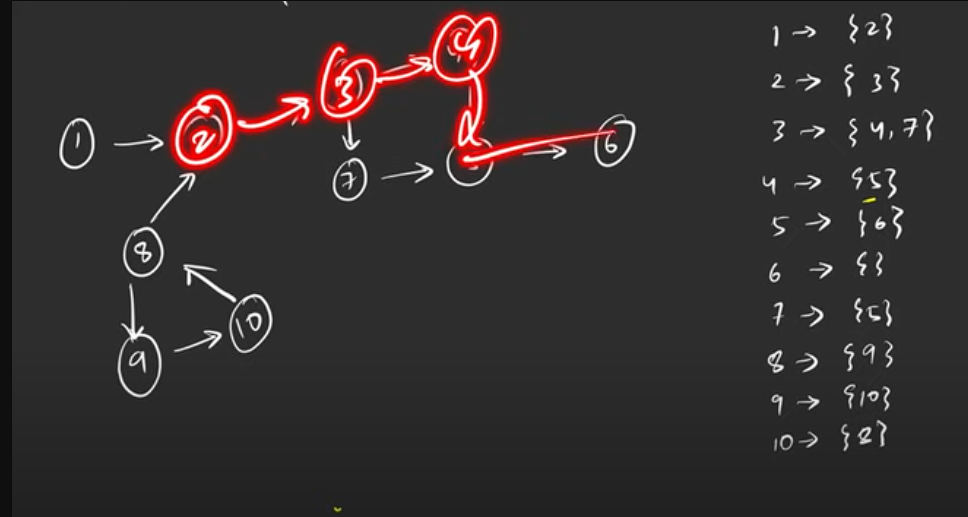 1 → {2}
2 → {3}
3 → {4,7}
4 → {5}
5 → {6}
6 → {}
7 → {5}
8 → {9}
9 → {10}
10 → {8}
4
3
1
2
6
7
8
10
9